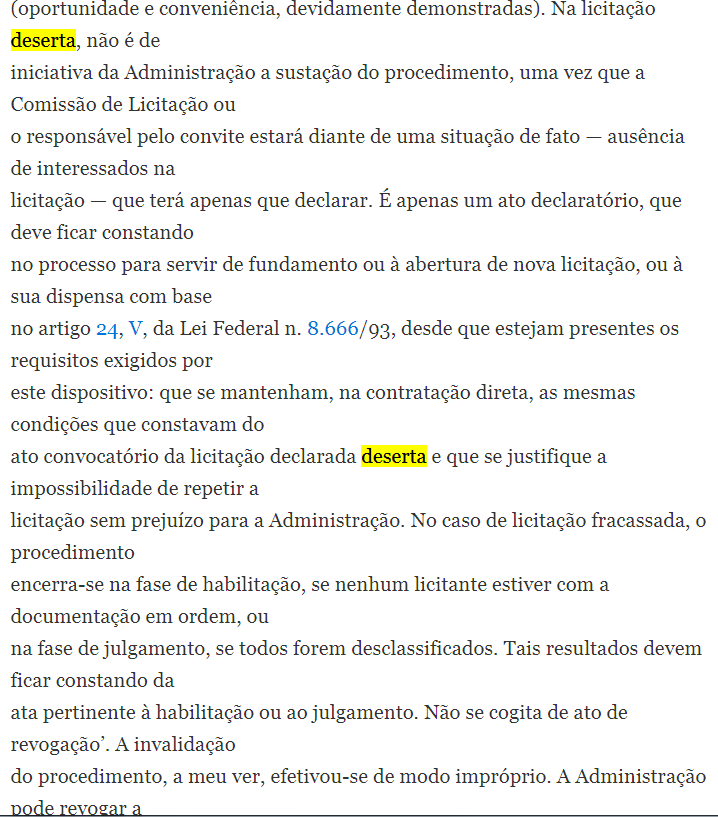 (oportunidade e conveniência, devidamente demonstradas). Na licitação
deserta, não é de
iniciativa da Administração a sustação do procedimento, uma vez que a
Comissão de Licitação ou
o responsável pelo convite estará diante de uma situação de fato — ausência
de interessados na
licitação — que terá apenas que declarar. É apenas um ato declaratório, que
deve ficar constando
no processo para servir de fundamento ou à abertura de nova licitação, ou à
sua dispensa com base
no artigo 24, V, da Lei Federal n. 8.666/93, desde que estejam presentes os
requisitos exigidos por
este dispositivo: que se mantenham, na contratação direta, as mesmas
condições que constavam do
ato convocatório da licitação declarada deserta e que se justifique a
impossibilidade de repetir a
licitação sem prejuízo para a Administração. No caso de licitação fracassada, o
procedimento
encerra-se na fase de habilitação, se nenhum licitante estiver com a
documentação em ordem, ou
na fase de julgamento, se todos forem desclassificados. Tais resultados devem
ficar constando da
ata pertinente à habilitação ou ao julgamento. Não se cogita de ato de
revogação’. A invalidação
do procedimento, a meu ver, efetivou-se de modo impróprio. A Administração
pode revogar a